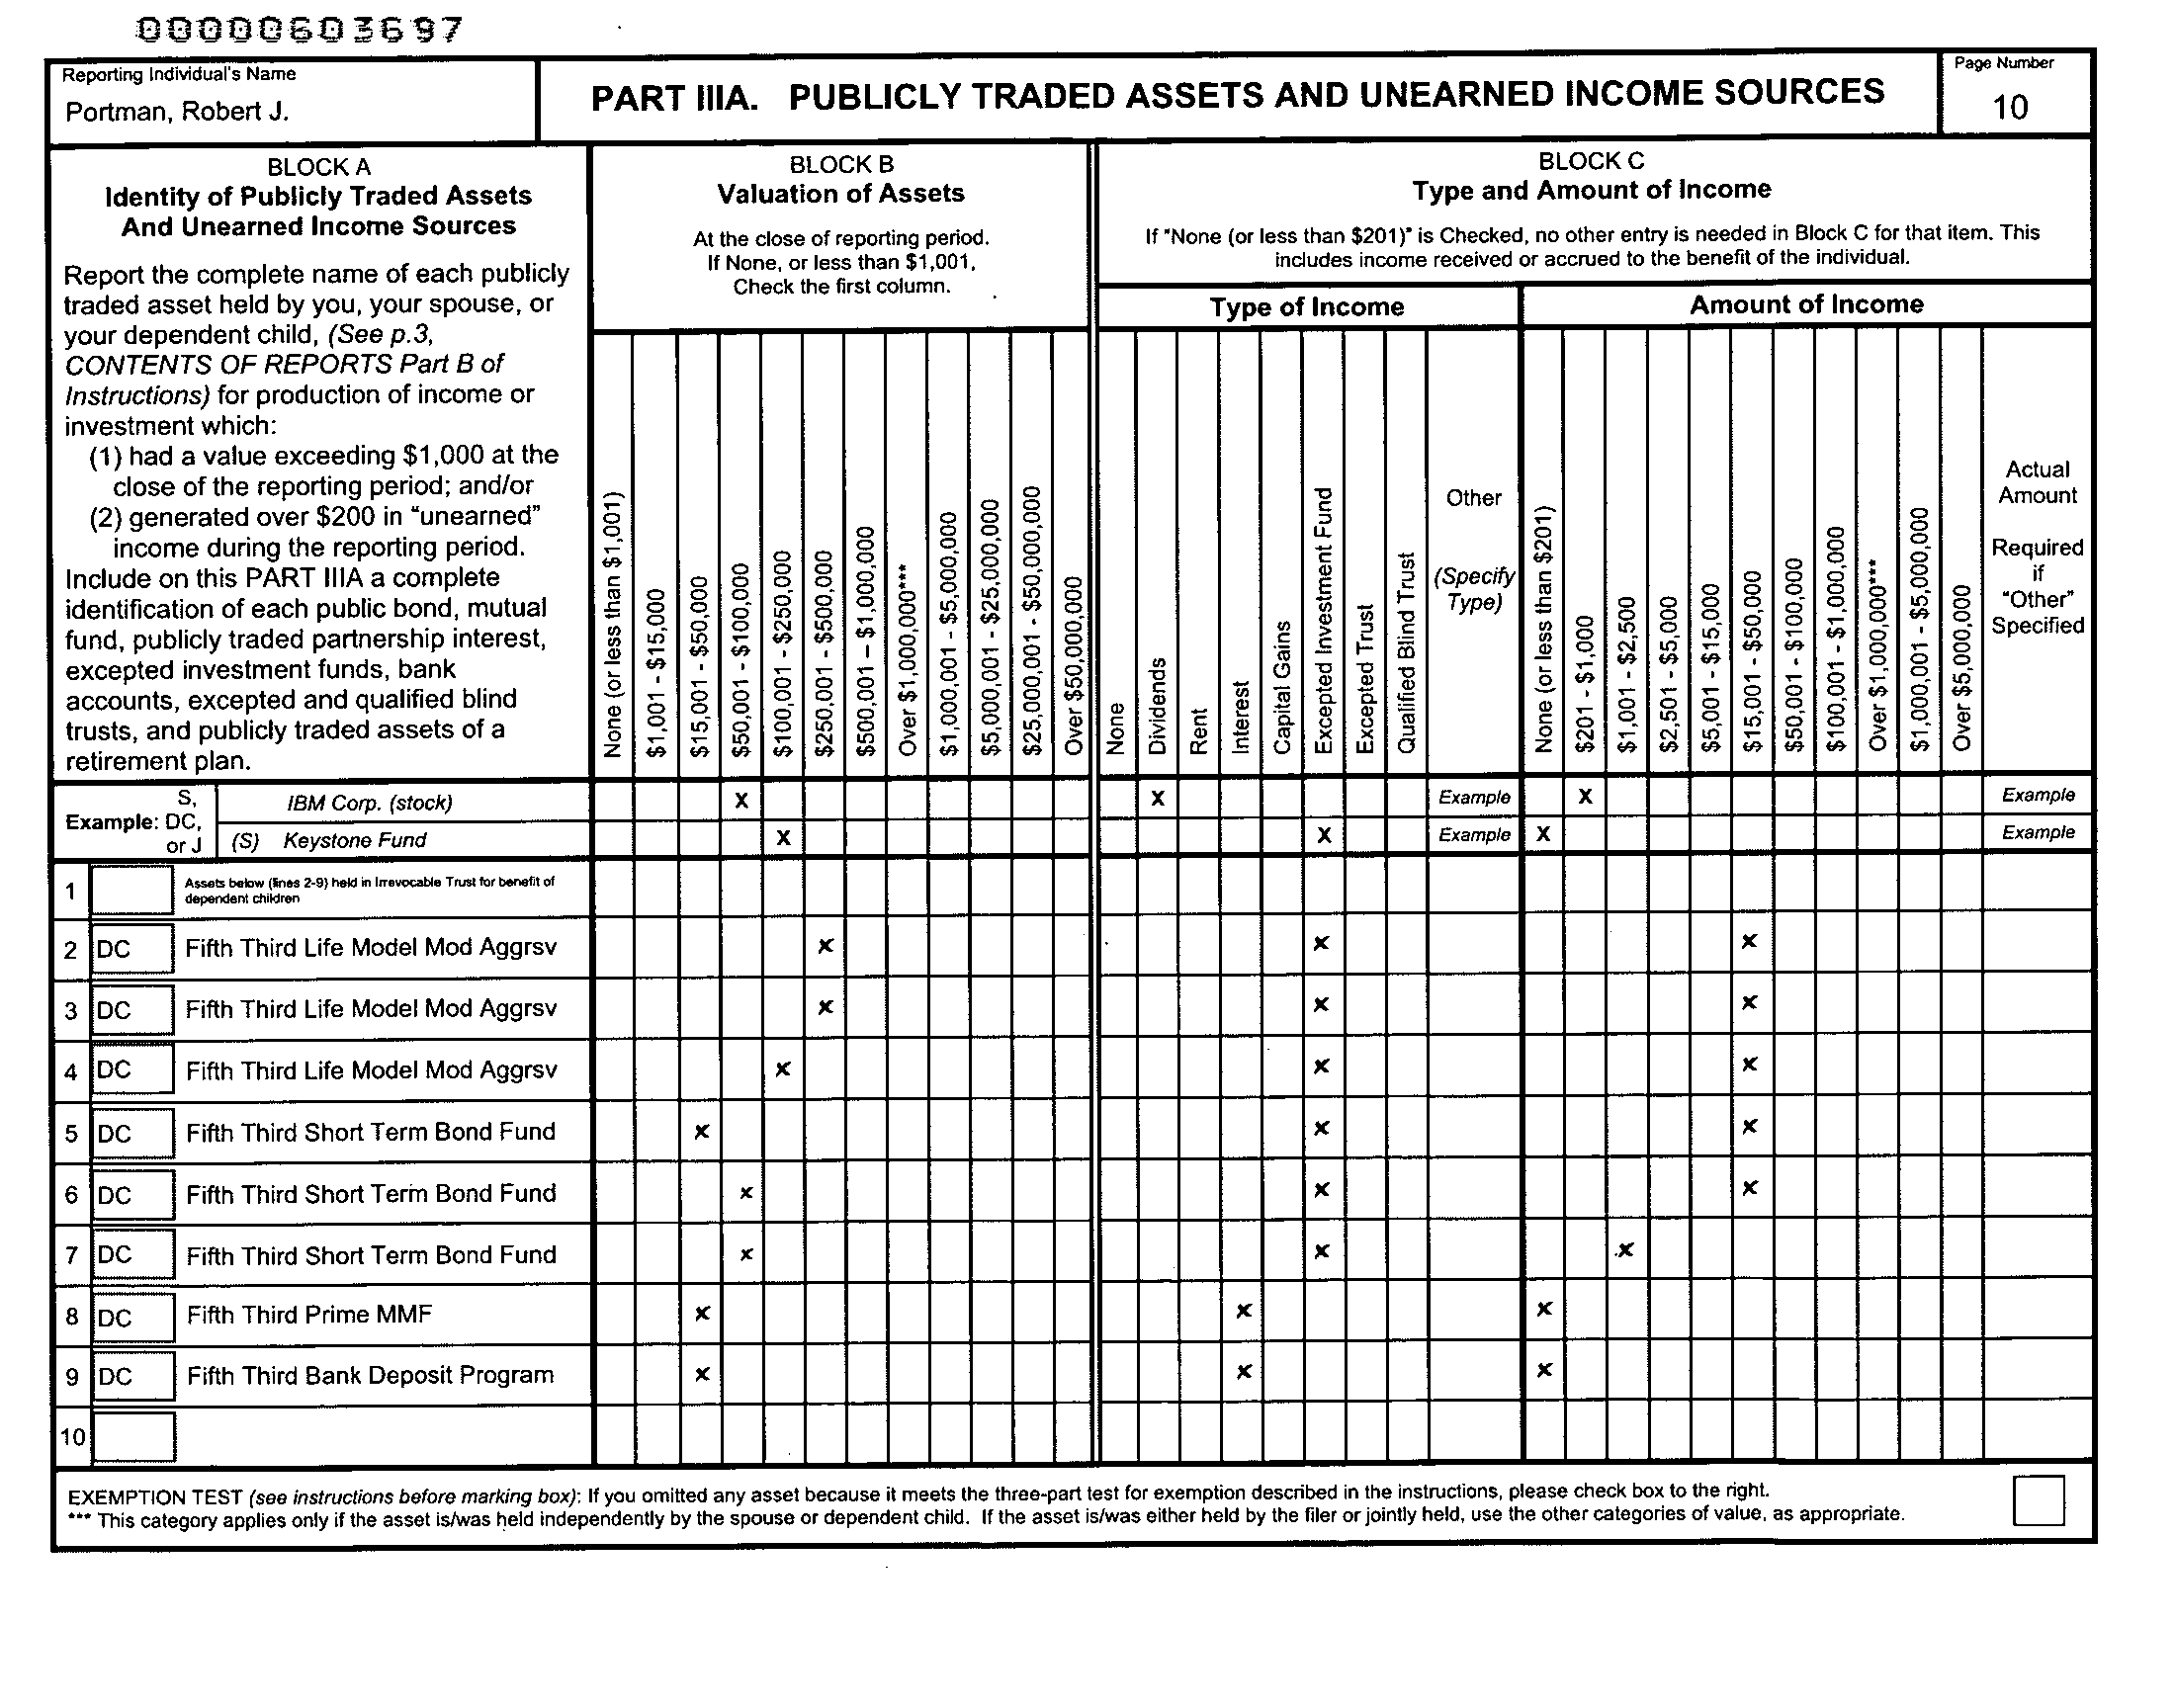 00000603697
Reporting Individual's Name
Portman, Robert J.
PART IIIA. PUBLICLY TRADED ASSETS AND UNEARNED INCOME SOURCES
Page Number
10
BLOCK A
Identity of Publicly Traded Assets
And Unearned Income Sources
Report the complete name of each publicly
traded asset held by you, your spouse, or
your dependent child, (See p.3,
CONTENTS OF REPORTS Part B of
Instructions) for production of income or
investment which:
(1) had a value exceeding $1,000 at the
close of the reporting period; and/or
(2) generated over $200 in “unearned”
income during the reporting period.
Include on this PART IIIA a complete
identification of each public bond, mutual
fund, publicly traded partnership interest,
excepted investment funds, bank
accounts, excepted and qualified blind
trusts, and publicly traded assets of a
retirement plan.
BLOCK B
Valuation of Assets
At the close of reporting period.
If None, or less than $1,001,
Check the first column.
None (or less than $1,001)
$1,001 - $15,000
$15,001 - $50,000
$50,001 - $100,000
$100,001 - $250,000
$250,001 - $500,000
$500,001 – $1,000,000
Over $1,000,000***
$1,000,001 - $5,000,000
$5,000,001 - $25,000,000
$25,000,001 - $50,000,000
Over $50,000,000
BLOCK C
Type and Amount of Income
If "None (or less than $201)" is Checked, no other entry is needed in Block C for that item. This
includes income received or accrued to the benefit of the individual.
Type of Income
None
Dividends
Rent
Interest
Capital Gains
Excepted Investment Fund
Excepted Trust
Qualified Blind Trust
Other
(Specify
Type)
Amount of Income
None (or less than $201)
$201 - $1,000
$1,001 - $2,500
$2,501 - $5,000
$5,001 - $15,000
$15,001 - $50,000
$50,001 - $100,000
$100,001 - $1,000,000
Over $1,000,000***
$1,000,001 - $5,000,000
Over $5,000,000
Actual
Amount
Required
if
“Other”
Specified
Example: S,
DC,
or J
IBM Corp. (stock) X X Example X Example
(S) Keystone Fund X X Example X Example
1 Assets below (lines 2-9) held in Irrevocable Trust for benefit of
dependent children
2 DC Fifth Third Life Model Mod Aggrsv x x x
3 DC Fifth Third Life Model Mod Aggrsv x x x
4 DC Fifth Third Life Model Mod Aggrsv x x x
5 DC Fifth Third Short Term Bond Fund x x x
6 DC Fifth Third Short Term Bond Fund x x x
7 DC Fifth Third Short Term Bond Fund x x x
8 DC Fifth Third Prime MMF x x x
9 DC Fifth Third Bank Deposit Program x x x
10
EXEMPTION TEST (see instructions before marking box): If you omitted any asset because it meets the three-part test for exemption described in the instructions, please check box to the right.
*** This category applies only if the asset is/was held independently by the spouse or dependent child. If the asset is/was either held by the filer or jointly held, use the other categories of value, as appropriate.